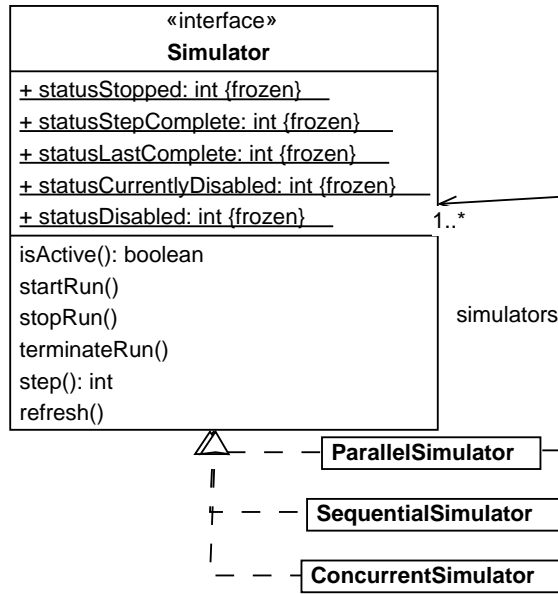 «interface»
Simulator
+ statusStopped: int {frozen}
+ statusStepComplete: int {frozen}
+ statusLastComplete: int {frozen}
+ statusCurrentlyDisabled: int {frozen}
+ statusDisabled: int {frozen}
1..*
isActive(): boolean
startRun()
stopRun()
simulators
terminateRun()
step(): int
refresh()
ParallelSimulator
SequentialSimulator
ConcurrentSimulator